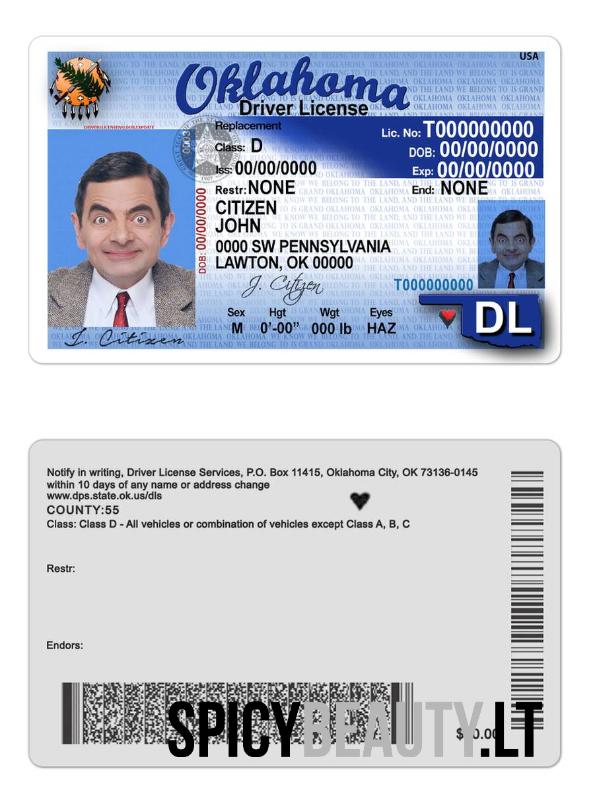 USA
Oklahoma
Driver License
Replacement
Lic. No: T000000000
Class: D
DOB: 00/00/0000
Iss: 00/00/0000
Exp: 00/00/0000
Restr: NONE
End: NONE
CITIZEN
JOHN
0000 SW PENNSYLVANIA
LAWTON, OK 00000
DOB: 00/00/0000
J. Citizen
T000000000
Sex Hgt Wgt Eyes
M 0'-00" 000 lb HAZ
DL
J. Citizen
Notify in writing, Driver License Services, P.O. Box 11415, Oklahoma City, OK 73136-0145
within 10 days of any name or address change
www.dps.state.ok.us/dls
COUNTY:55
Class: Class D - All vehicles or combination of vehicles except Class A, B, C
Restr:
Endors:
SPICYBEAUTY.LT